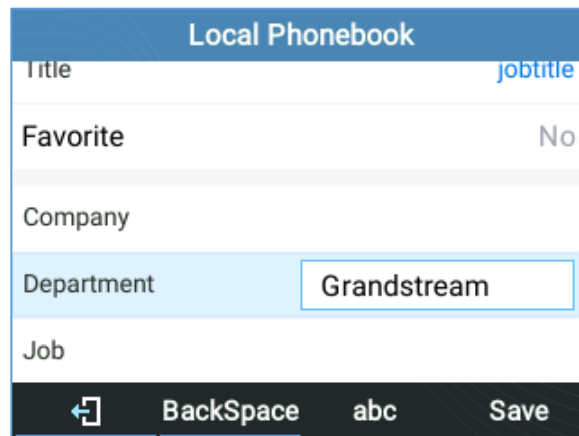 Local Phonebook
Title jobtitle
Favorite No
Company
Department Grandstream
Job
BackSpace abc Save